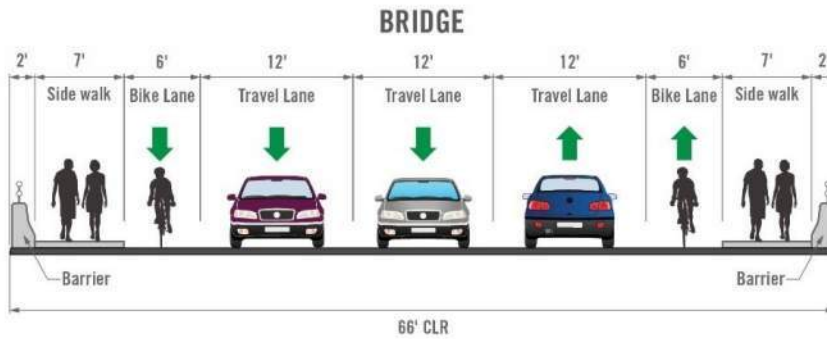 BRIDGE
2' 7' 6' 12' 12' 12' 6' 7' 2
Side walk Bike Lane Travel Lane Travel Lane Travel Lane Bike Lane Side walk
Barrier Barrier
66' CLR